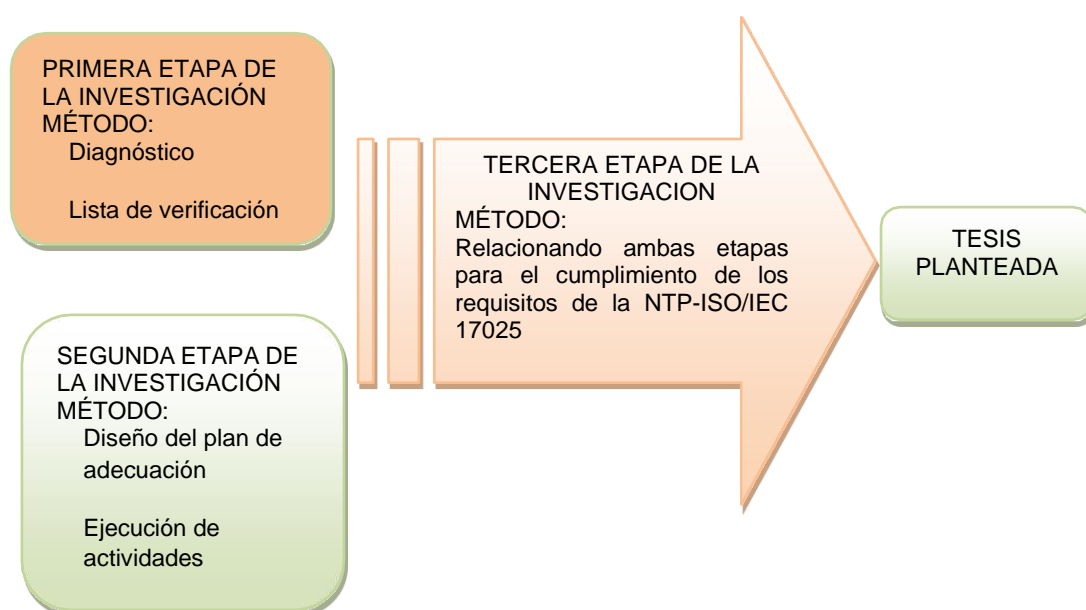 PRIMERA ETAPA DE
LA INVESTIGACIÓN
MÉTODO:
Diagnóstico
Lista de verificación
SEGUNDA ETAPA DE
LA INVESTIGACIÓN
MÉTODO:
Diseño del plan de
adecuación
Ejecución de
actividades
TERCERA ETAPA DE LA
INVESTIGACION
MÉTODO:
Relacionando ambas etapas
para el cumplimiento de los
requisitos de la NTP-ISO/IEC
17025
TESIS
PLANTEADA